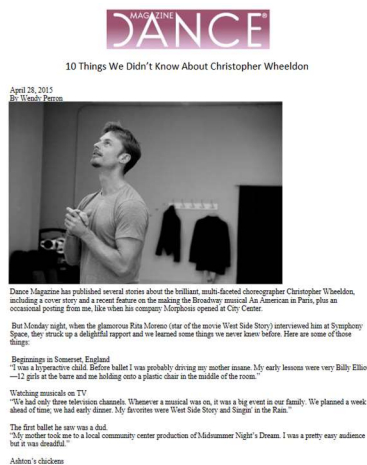 MAGAZINE
DANCE®
10 Things We Didn't Know About Christopher Wheeldon
April 28, 2015
By Wendy Perron
Dance Magazine has published several stories about the brilliant, multi-faceted choreographer Christopher Wheeldon,
including a cover story and a recent feature on the making the Broadway musical An American in Paris, plus an
occasional posting from me, like when his company Morphosis opened at City Center.
But Monday night, when the glamorous Rita Moreno (star of the movie West Side Story) interviewed him at Symphony
Space, they struck up a delightful rapport and we learned some things we never knew before. Here are some of those
things:
Beginnings in Somerset, England
"I was a hyperactive child. Before ballet I was probably driving my mother insane. My early lessons were very Billy Ellio
—12 girls at the barre and me holding onto a plastic chair in the middle of the room."
Watching musicals on TV
"We had only three television channels. Whenever a musical was on, it was a big event in our family. We planned a week
ahead of time; we had early dinner. My favorites were West Side Story and Singin' in the Rain."
The first ballet he saw was a dud.
"My mother took me to a local community center production of Midsummer Night's Dream. I was a pretty easy audience
but it was dreadful."
Ashton's chickens